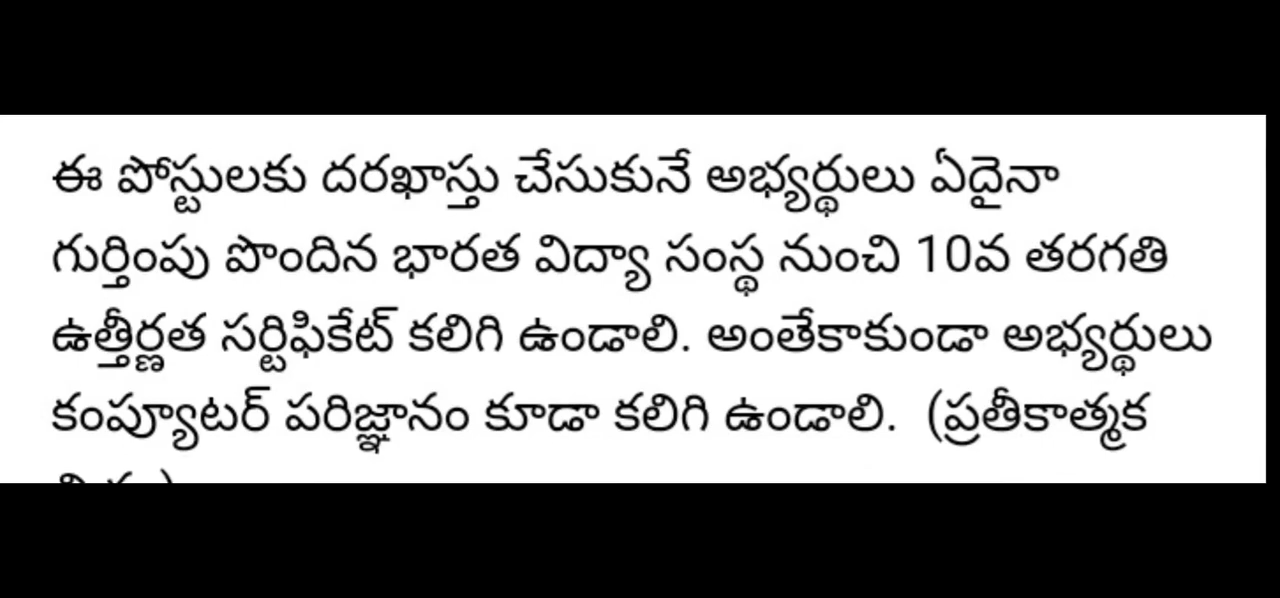 ఈ పోస్టులకు దరఖాస్తు చేసుకునే అభ్యర్థులు ఏదైనా
గుర్తింపు పొందిన భారత విద్యా సంస్థ నుంచి 10వ తరగతి
ఉత్తీర్ణత సర్టిఫికేట్ కలిగి ఉండాలి. అంతేకాకుండా అభ్యర్థులు
కంప్యూటర్ పరిజ్ఞానం కూడా కలిగి ఉండాలి. (ప్రతీకాత్మక